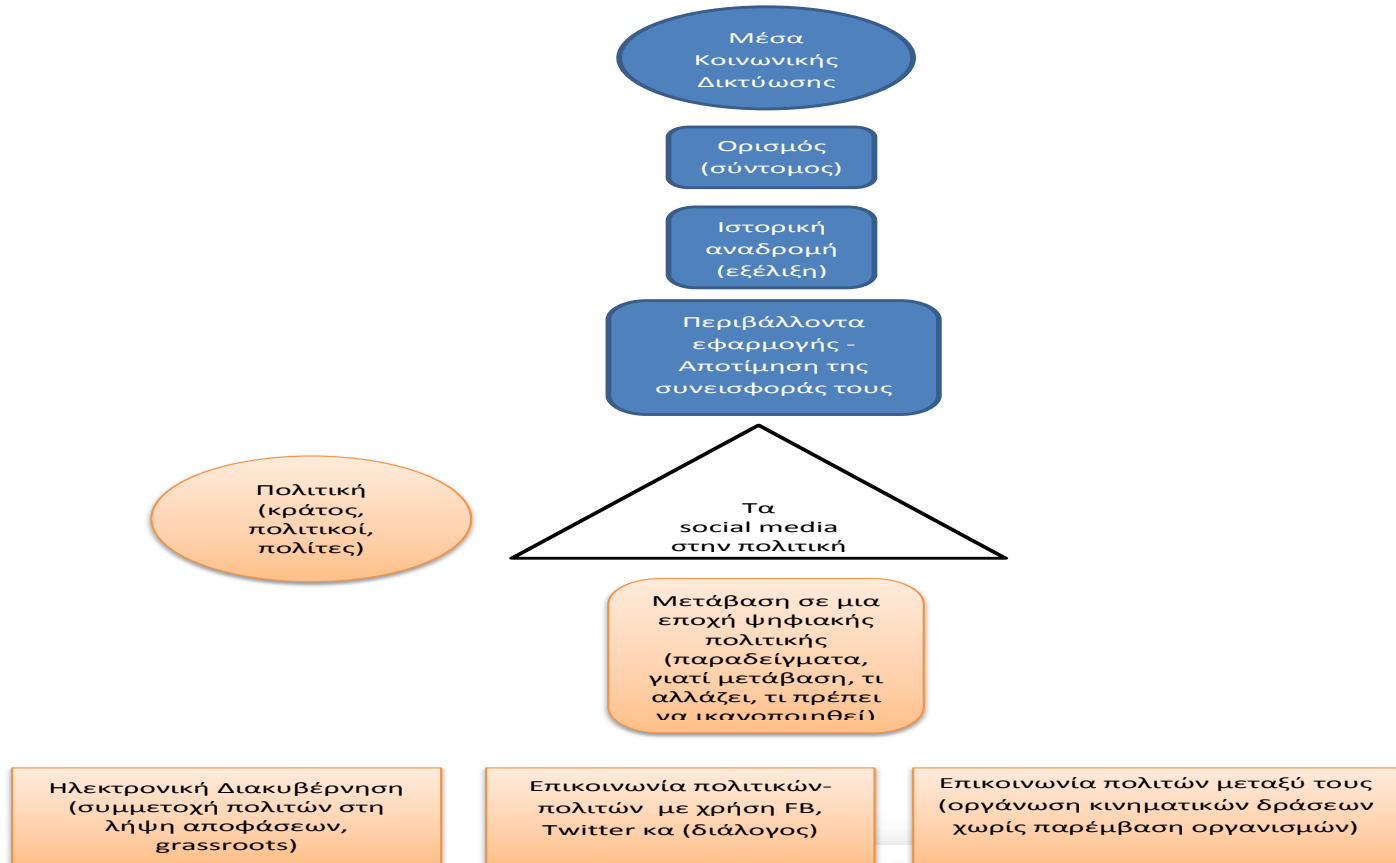 Μέσα
Κοινωνικής
Δικτύωσης
Ορισμός
(σύντομος)
Ιστορική
αναδρομή
(εξέλιξη)
Περιβάλλοντα
εφαρμογής -
Αποτίμηση της
συνεισφοράς τους
Πολιτική
(κράτος,
πολιτικοί,
πολίτες)
Τα
social media
στην πολιτική
Μετάβαση σε μια
εποχή ψηφιακής
πολιτικής
(παραδείγματα,
γιατί μετάβαση, τι
αλλάζει, τι πρέπει
να ικανοποιηθεί)
Ηλεκτρονική Διακυβέρνηση
(συμμετοχή πολιτών στη
λήψη αποφάσεων,
grassroots)
Επικοινωνία πολιτικών-
πολιτών με χρήση FB,
Twitter κα (διάλογος)
Επικοινωνία πολιτών μεταξύ τους
(οργάνωση κινηματικών δράσεων
χωρίς παρέμβαση οργανισμών)